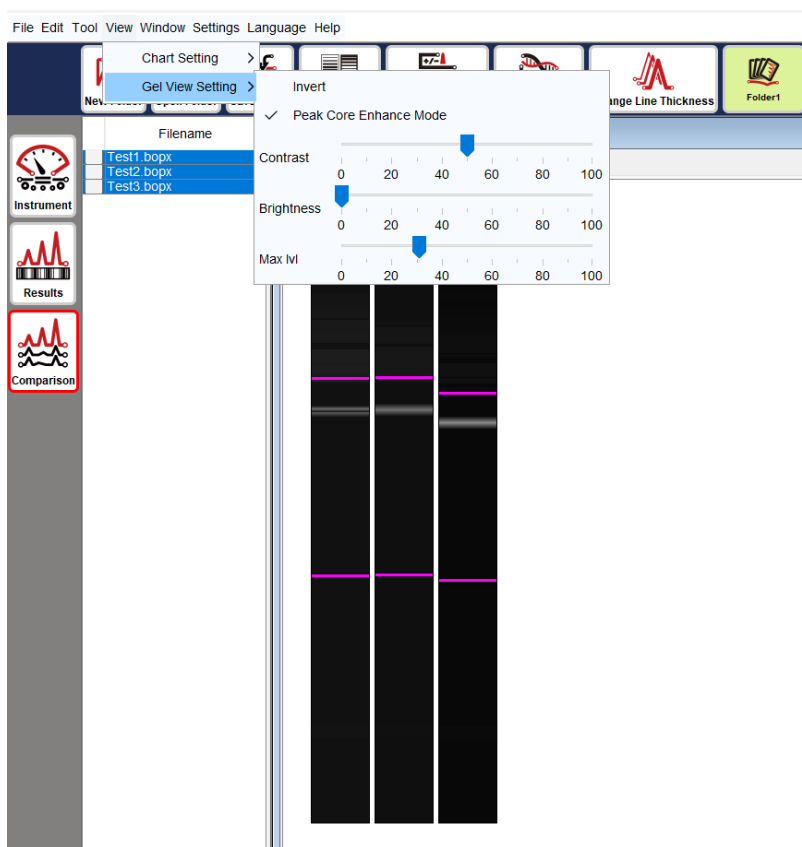 File Edit Tool View Window Settings Language Help
Chart Setting
Gel View Setting
Invert
Peak Core Enhance Mode
Contrast
0 20 40 60 80 100
Brightness
0 20 40 60 80 100
Max lvl
0 20 40 60 80 100
+/-
Line Thickness
Folder1
Filename
Test1.bopx
Test2.bopx
Test3.bopx
Instrument
Results
Comparison